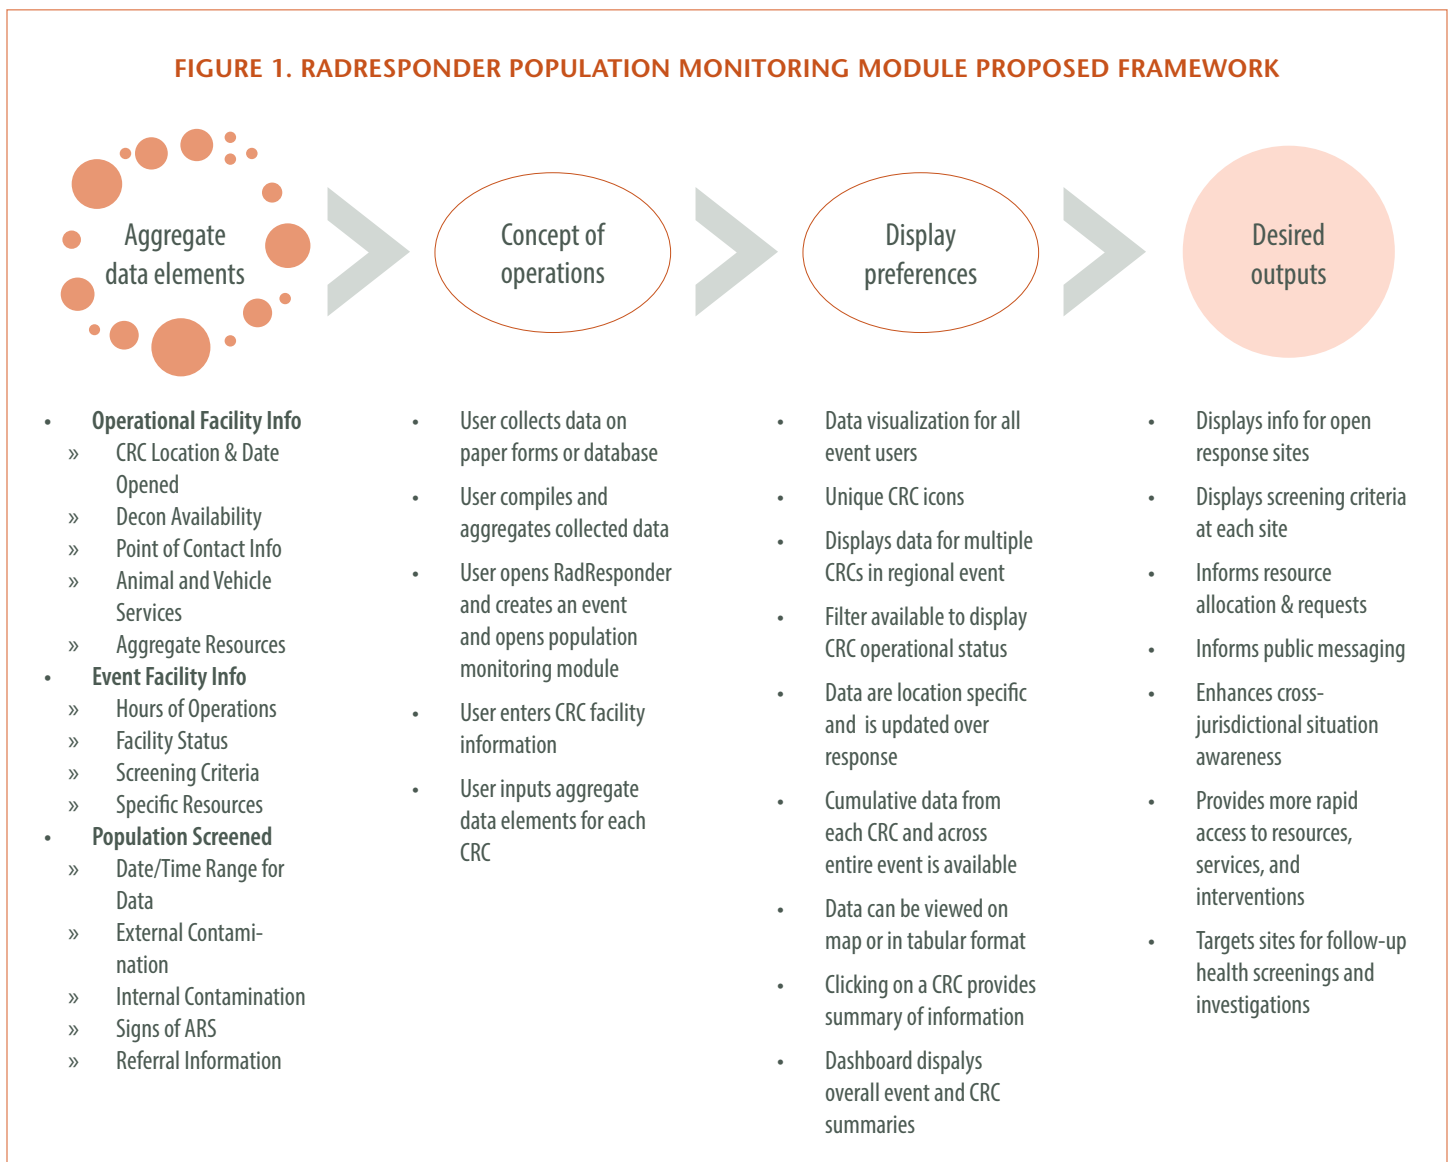 FIGURE 1. RADRESPONDER POPULATION MONITORING MODULE PROPOSED FRAMEWORK
Aggregate
data elements
Concept of
operations
Display
preferences
Desired
outputs
• Operational Facility Info
» CRC Location & Date
Opened
» Decon Availability
» Point of Contact Info
» Animal and Vehicle
Services
» Aggregate Resources
• Event Facility Info
» Hours of Operations
» Facility Status
» Screening Criteria
» Specific Resources
• Population Screened
» Date/Time Range for
Data
» External Contami-
nation
» Internal Contamination
» Signs of ARS
» Referral Information
• User collects data on
paper forms or database
• User compiles and
aggregates collected data
• User opens RadResponder
and creates an event
and opens population
monitoring module
• User enters CRC facility
information
• User inputs aggregate
data elements for each
CRC
• Data visualization for all
event users
• Unique CRC icons
• Displays data for multiple
CRCs in regional event
• Filter available to display
CRC operational status
• Data are location specific
and is updated over
response
• Cumulative data from
each CRC and across
entire event is available
• Data can be viewed on
map or in tabular format
• Clicking on a CRC provides
summary of information
• Dashboard dispalys
overall event and CRC
summaries
• Displays info for open
response sites
• Displays screening criteria
at each site
• Informs resource
allocation & requests
• Informs public messaging
• Enhances cross-
jurisdictional situation
awareness
• Provides more rapid
access to resources,
services, and
interventions
• Targets sites for follow-up
health screenings and
investigations